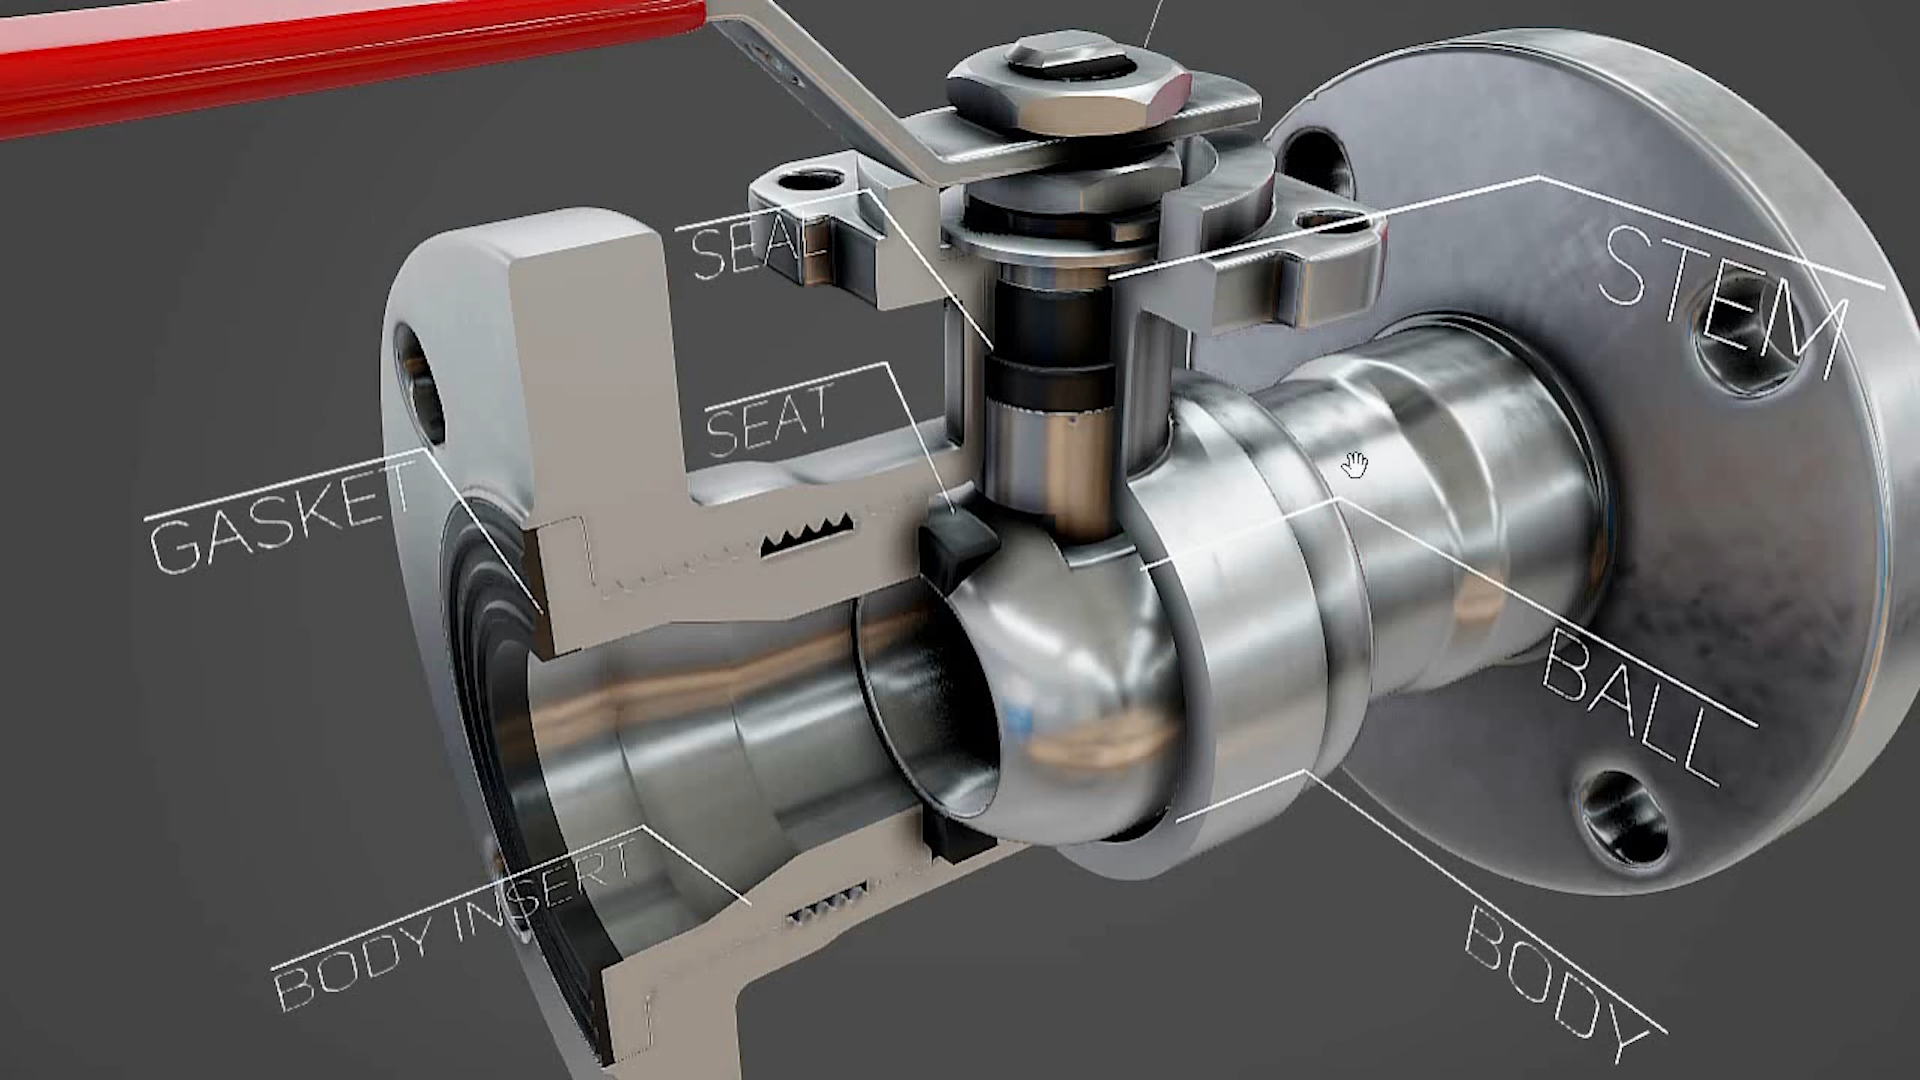 SEAL
STEM
SEAT
GASKET
BALL
BODY INSERT
BODY